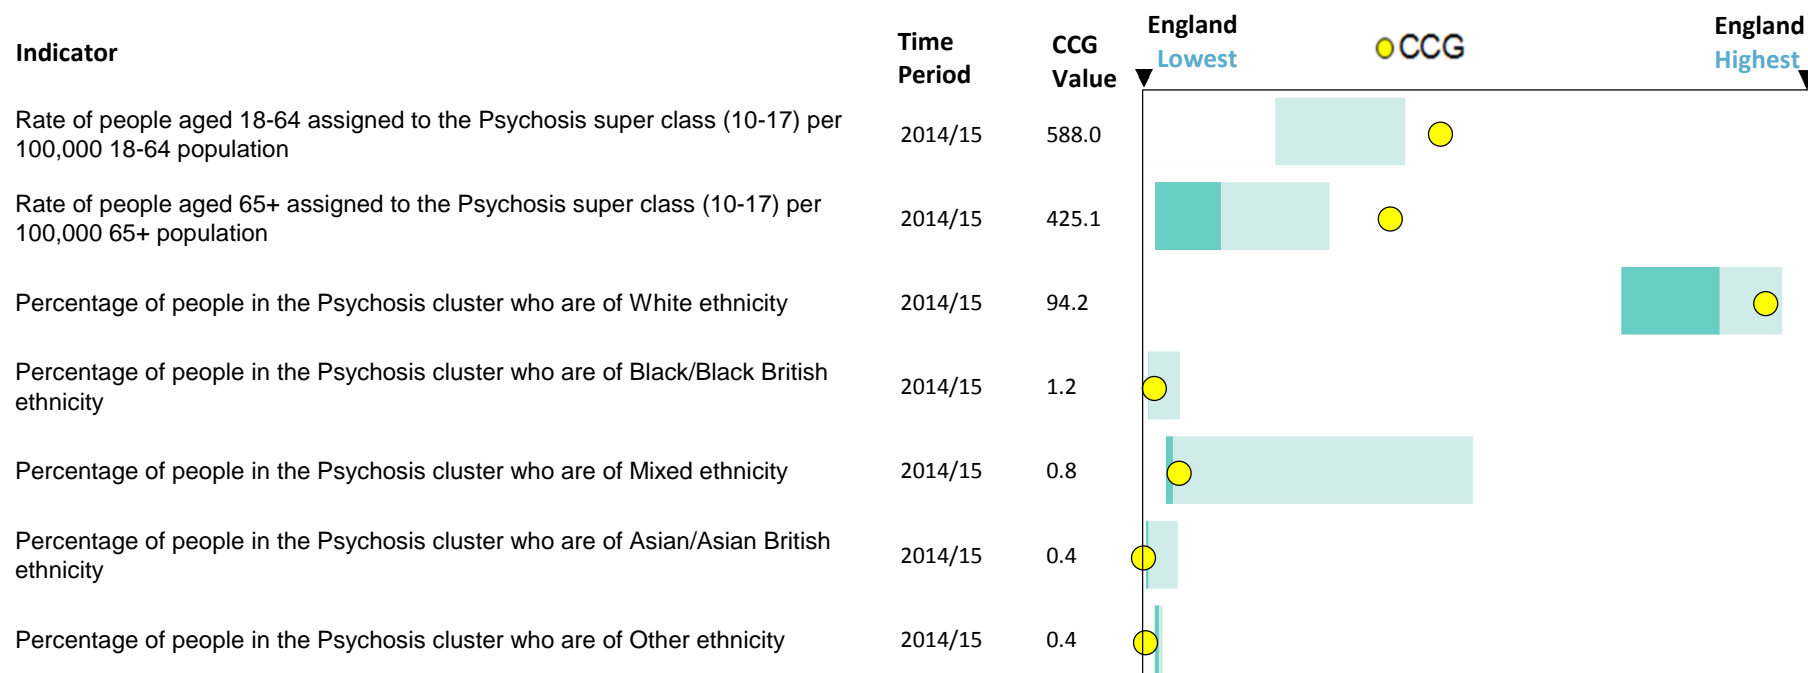 Indicator
Time
Period
CCG
Value
England
Lowest
CCG
England
Highest
Rate of people aged 18-64 assigned to the Psychosis super class (10-17) per
100,000 18-64 population
2014/15
588.0
Rate of people aged 65+ assigned to the Psychosis super class (10-17) per
100,000 65+ population
2014/15
425.1
Percentage of people in the Psychosis cluster who are of White ethnicity
2014/15
94.2
Percentage of people in the Psychosis cluster who are of Black/Black British
ethnicity
2014/15
1.2
Percentage of people in the Psychosis cluster who are of Mixed ethnicity
2014/15
0.8
Percentage of people in the Psychosis cluster who are of Asian/Asian British
ethnicity
2014/15
0.4
Percentage of people in the Psychosis cluster who are of Other ethnicity
2014/15
0.4